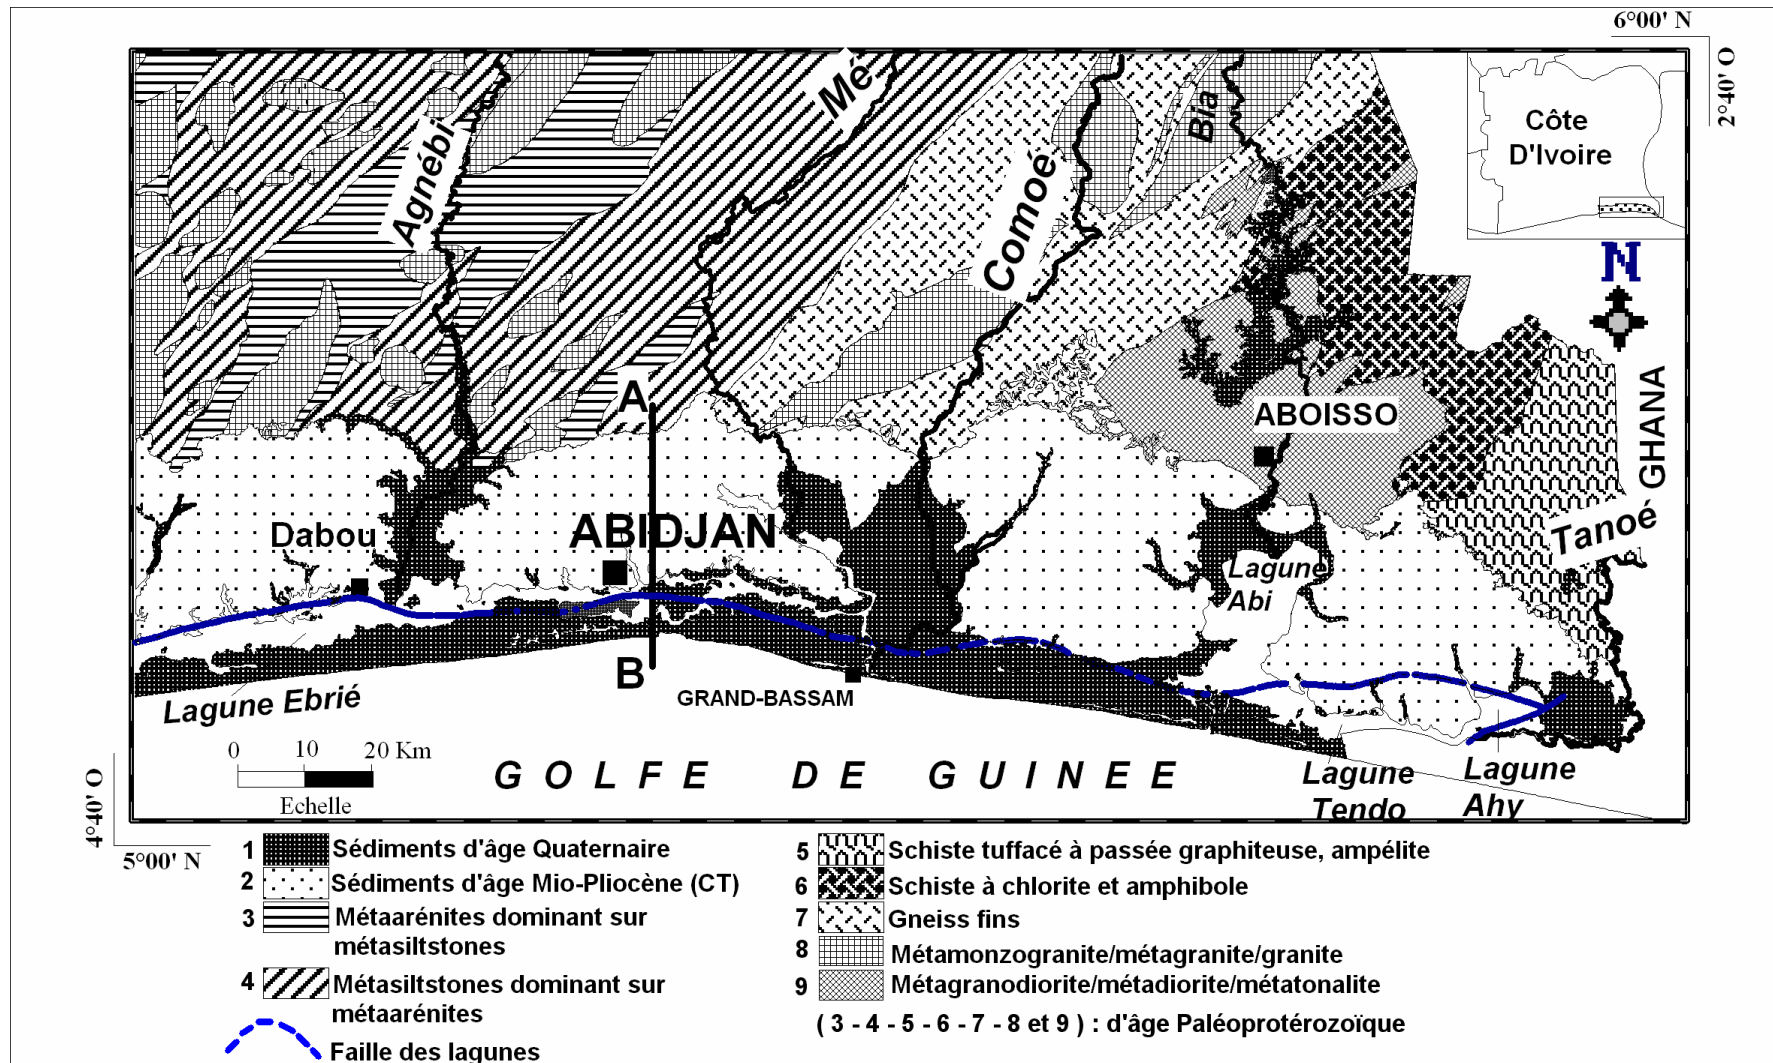 6°00' N
2°40' O
Côte
D'Ivoire
N
Agnébi
Mé
Comoé
Bia
A
ABOISSO
GHANA
Tanoé
Dabou
ABIDJAN
Lagune
Abi
B
GRAND-BASSAM
Lagune Ebrié
0 10 20 Km
Echelle
GOLFE DE GUINEE
Lagune
Tendo
Lagune
Ahy
4°40' O
5°00' N
1 Sédiments d'âge Quaternaire
2 Sédiments d'âge Mio-Pliocène (CT)
3 Métaarénites dominant sur
métasiltstones
4 Métasiltstones dominant sur
métaarénites
Faille des lagunes
5 Schiste tuffacé à passée graphiteuse, ampélite
6 Schiste à chlorite et amphibole
7 Gneiss fins
8 Métamonzogranite/métagranite/granite
9 Métagranodiorite/métadiorite/métatonalite
( 3 - 4 - 5 - 6 - 7 - 8 et 9 ) : d'âge Paléoprotérozoïque